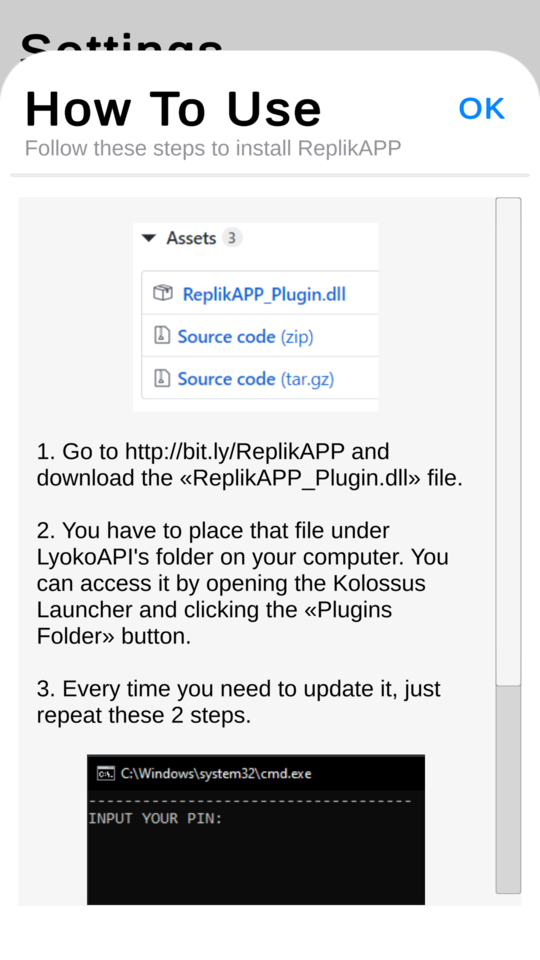 Settings
How To Use
OK
Follow these steps to install ReplikAPP
Assets 3
ReplikAPP_Plugin.dll
Source code (zip)
Source code (tar.gz)
1. Go to http://bit.ly/ReplikAPP and
download the «ReplikAPP_Plugin.dll» file.
2. You have to place that file under
LyokoAPI's folder on your computer. You
can access it by opening the Kolossus
Launcher and clicking the «Plugins
Folder» button.
3. Every time you need to update it, just
repeat these 2 steps.
C:\Windows\system32\cmd.exe
-------------------------------------
INPUT YOUR PIN: